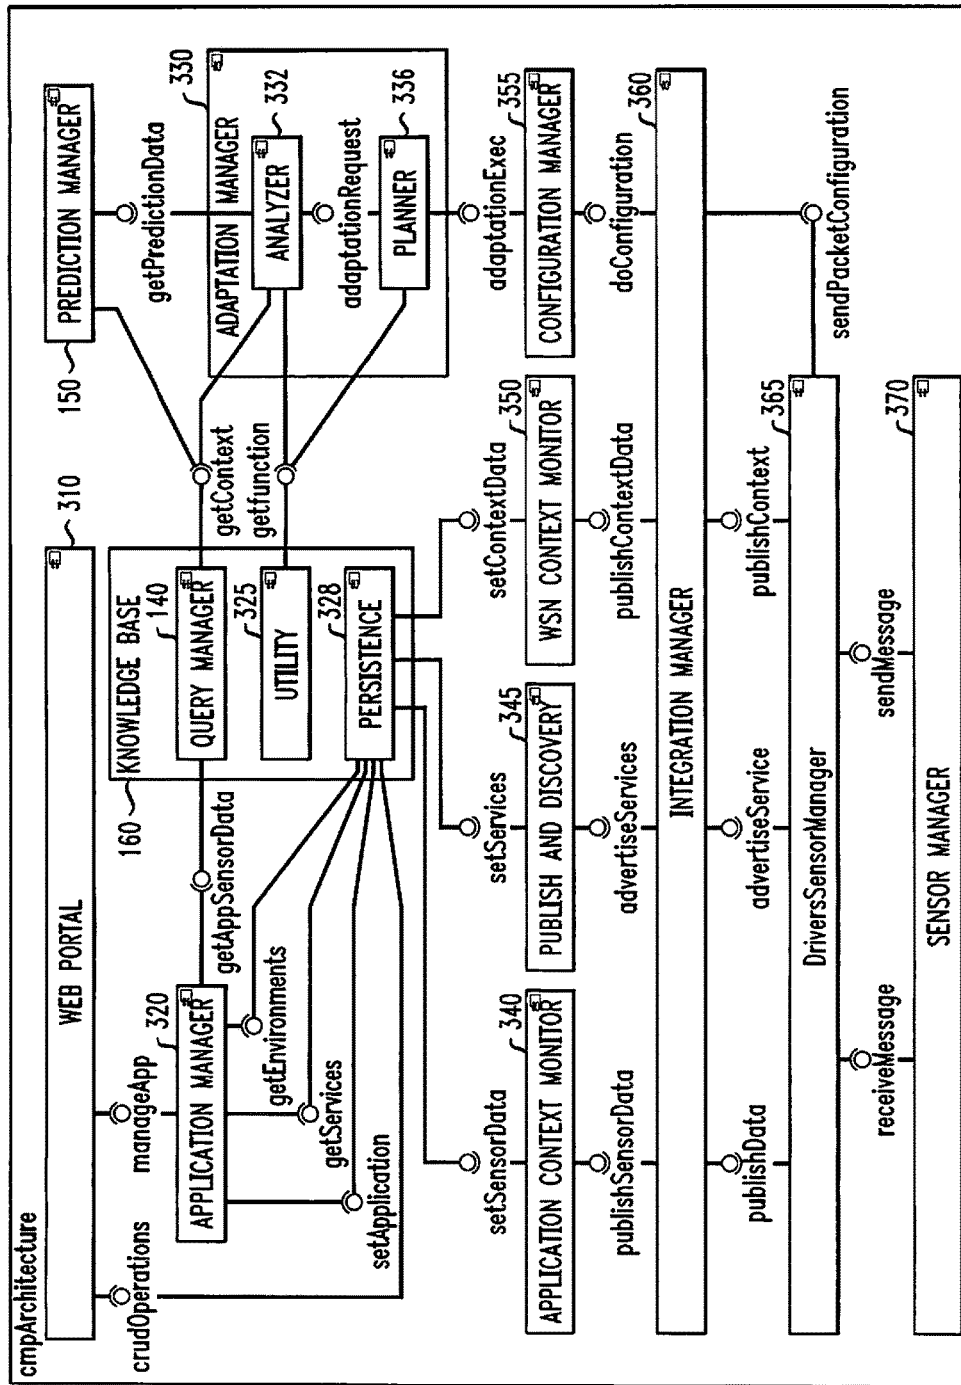 cmpArchitecture
WEB PORTAL
310
150
PREDICTION MANAGER
crudOperations
manageApp
getPredictionData
160
KNOWLEDGE BASE
330
ADAPTATION MANAGER
320
APPLICATION MANAGER
getAppSensorData
140
QUERY MANAGER
getContext
332
ANALYZER
getEnvironments
325
UTILITY
getfunction
adaptationRequest
getServices
328
PERSISTENCE
336
PLANNER
setApplication
setSensorData
setServices
setContextData
adaptationExec
340
APPLICATION CONTEXT MONITOR
345
PUBLISH AND DISCOVERY
350
WSN CONTEXT MONITOR
355
CONFIGURATION MANAGER
publishSensorData
advertiseServices
publishContextData
doConfiguration
360
INTEGRATION MANAGER
publishData
advertiseService
publishContext
sendPacketConfiguration
365
DriversSensorManager
receiveMessage
sendMessage
370
SENSOR MANAGER